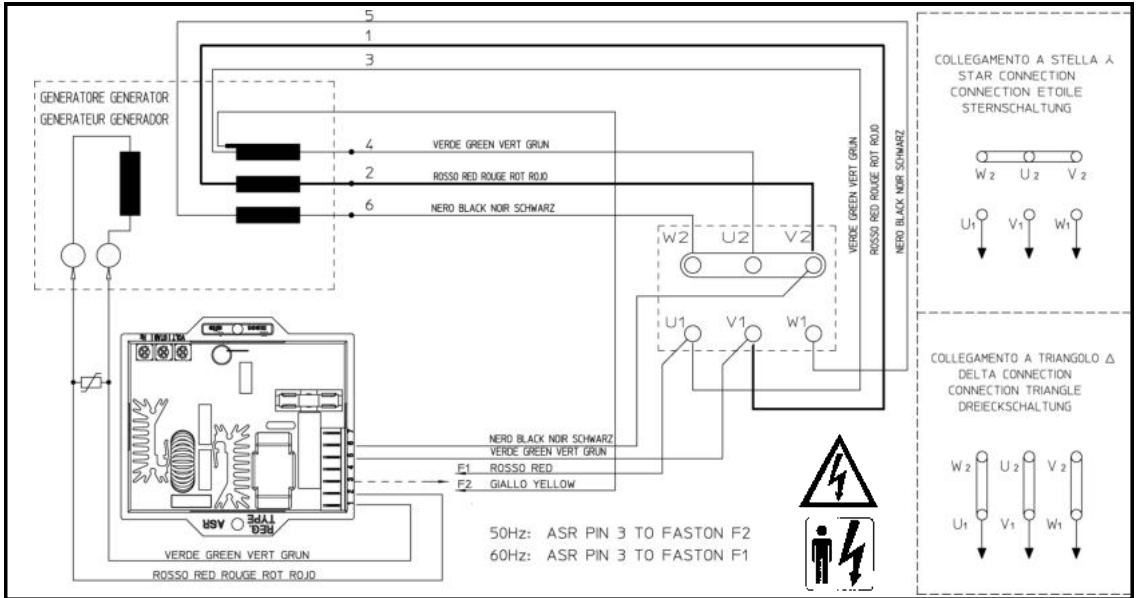 5
1
3
GENERATORE GENERATOR
GENERATEUR GENERADOR
4
VERDE GREEN VERT GRUN
2
ROSSO RED ROUGE ROT ROJO
6
NERO BLACK NOIR SCHWARZ
W2 U2 V2
U1 V1 W1
VERDE GREEN VERT GRUN
ROSSO RED ROUGE ROT ROJO
NERO BLACK NOIR SCHWARZ
VOLT STAB Hz
REG.
TYPE
ASR
NERO BLACK NOIR SCHWARZ
VERDE GREEN VERT GRUN
F1 ROSSO RED
F2 GIALLO YELLOW
VERDE GREEN VERT GRUN
ROSSO RED ROUGE ROT ROJO
50Hz: ASR PIN 3 TO FASTON F2
60Hz: ASR PIN 3 TO FASTON F1
COLLEGAMENTO A STELLA ⅄
STAR CONNECTION
CONNECTION ETOILE
STERNSCHALTUNG
W2 U2 V2
U1 V1 W1
COLLEGAMENTO A TRIANGOLO Δ
DELTA CONNECTION
CONNECTION TRIANGLE
DREIECKSCHALTUNG
W2 U2 V2
U1 V1 W1